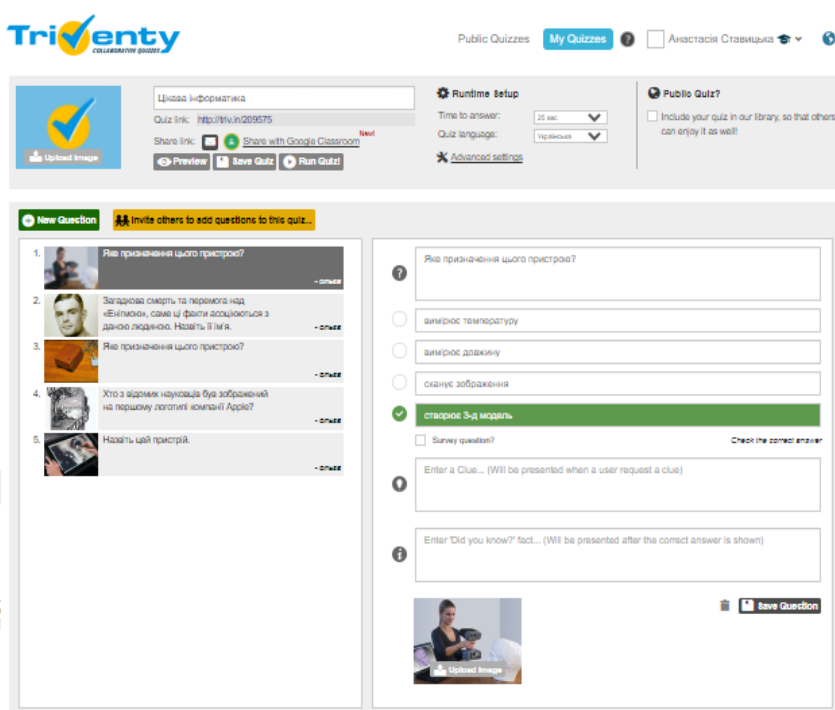 Triventy
COLLABORATIVE QUIZZES
Public Quizzes
My Quizzes
?
Анастасія Ставицька
Upload Image
Цікава інформатика
Quiz link: http://triv.in/209575
Share link: Share with Google Classroom New!
Preview
Save Quiz
Run Quiz!
Runtime Setup
Time to answer: 25 sec
Quiz language: Українська
Advanced settings
Public Quiz?
Include your quiz in our library, so that others
can enjoy it as well!
New Question
Invite others to add questions to this quiz...
1. Яке призначення цього пристрою?
2. Загадкова смерть та перемога над
«Енігмою», саме ці факти асоціюються з
даною людиною. Назвіть її ім'я.
3. Яке призначення цього пристрою?
4. Хто з відомих науковців був зображений
на першому логотипі компанії Apple?
5. Назвіть цей пристрій.
Яке призначення цього пристрою?
вимірює температуру
вимірює довжину
сканує зображення
створює 3-д модель
Survey question?
Check the correct answer
Enter a Clue... (Will be presented when a user request a clue)
Enter 'Did you know?' fact... (Will be presented after the correct answer is shown)
Upload Image
Save Question